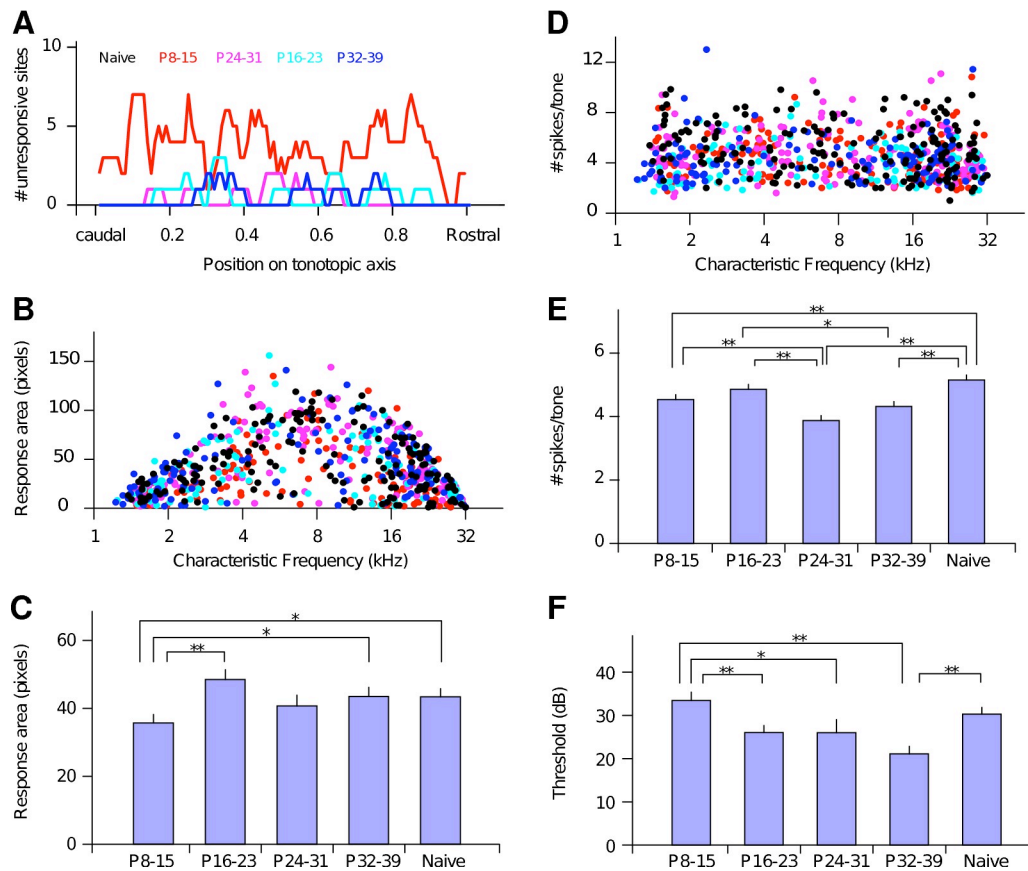 A
#unresponsive sites
10
5
0
Naive P8-15 P24-31 P16-23 P32-39
caudal 0.2 0.4 0.6 0.8 Rostral
Position on tonotopic axis
B
Response area (pixels)
150
100
50
0
1 2 4 8 16 32
Characteristic Frequency (kHz)
C
Response area (pixels)
60
40
20
0
*
*
**
P8-15 P16-23 P24-31 P32-39 Naive
D
#spikes/tone
12
8
4
0
1 2 4 8 16 32
Characteristic Frequency (kHz)
E
#spikes/tone
6
4
2
0
**
*
** **
** **
P8-15 P16-23 P24-31 P32-39 Naive
F
Threshold (dB)
40
30
20
10
0
**
*
** **
P8-15 P16-23 P24-31 P32-39 Naive